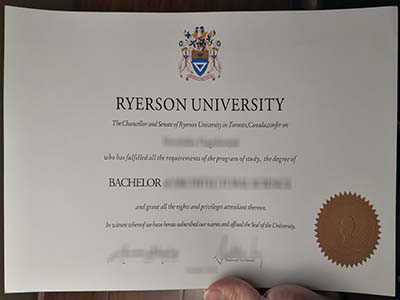 RYERSON UNIVERSITY
The Chancellor and Senate of Ryerson University in Toronto, Canada, confer on
who has fulfilled all the requirements of the program of study, the degree of
BACHELOR
and grant all the rights and privileges attendant thereon.
In witness whereof we have hereto subscribed our names and affixed the Seal of the University.